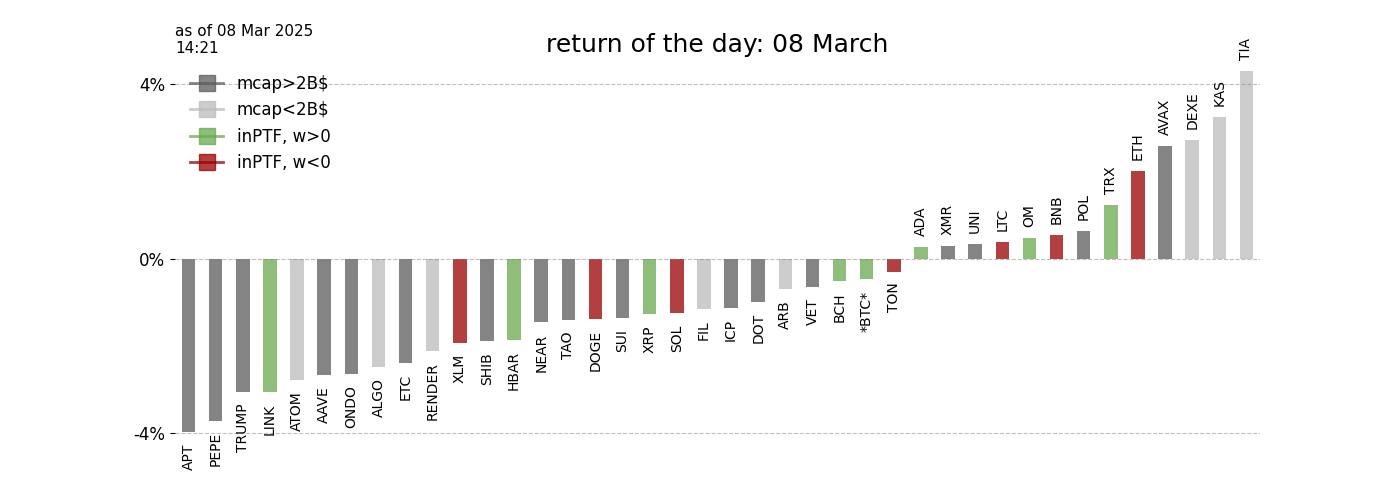 as of 08 Mar 2025
14:21
return of the day: 08 March
mcap>2B$
mcap<2B$
inPTF, w>0
inPTF, w<0
4%
0%
-4%
APT
PEPE
TRUMP
LINK
ATOM
AAVE
ONDO
ALGO
ETC
RENDER
XLM
SHIB
HBAR
NEAR
TAO
DOGE
SUI
XRP
SOL
FIL
ICP
DOT
ARB
VET
BCH
*BTC*
TON
ADA
XMR
UNI
LTC
OM
BNB
POL
TRX
ETH
AVAX
DEXE
KAS
TIA